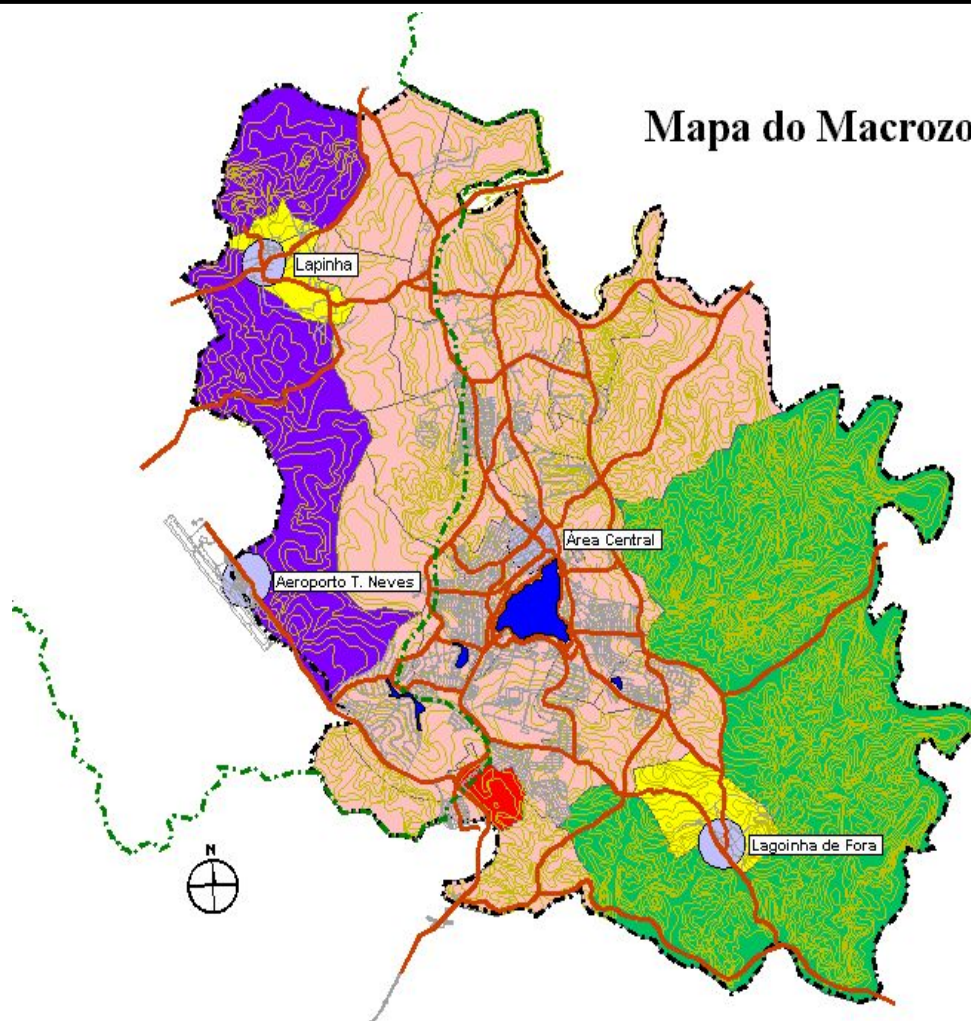 Mapa do Macrozo
Lapinha
Área Central
Aeroporto T. Neves
Lagoinha de Fora
N